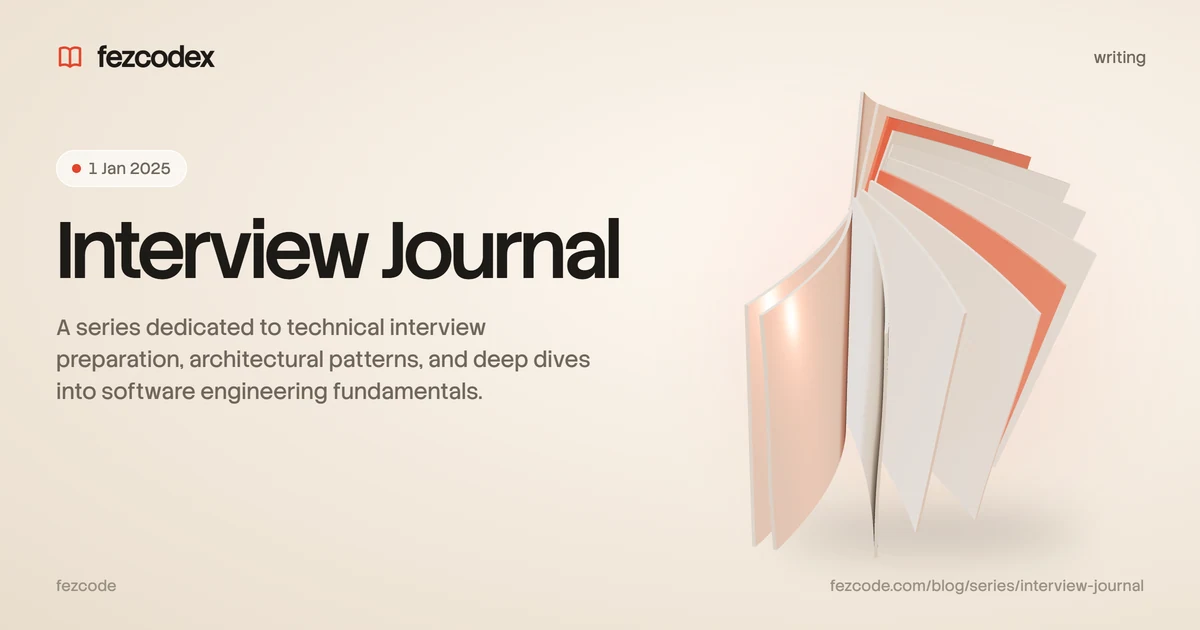 fezcodex
writing
1 Jan 2025
Interview Journal
A series dedicated to technical interview
preparation, architectural patterns, and deep dives
into software engineering fundamentals.
fezcode
fezcode.com/blog/series/interview-journal